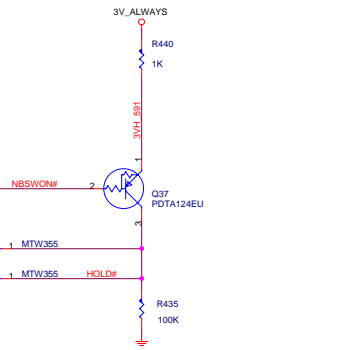 3V_ALWAYS
R440
1K
3VH_591
1
NBSWON#
2
Q37
PDTA124EU
3
1 MTW355
1 MTW355 HOLD#
R435
100K